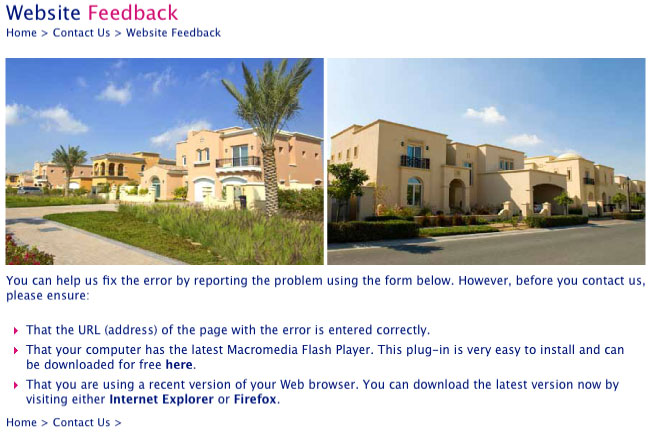 Website Feedback
Home > Contact Us > Website Feedback
You can help us fix the error by reporting the problem using the form below. However, before you contact us,
please ensure:
That the URL (address) of the page with the error is entered correctly.
That your computer has the latest Macromedia Flash Player. This plug-in is very easy to install and can
be downloaded for free here.
That you are using a recent version of your Web browser. You can download the latest version now by
visiting either Internet Explorer or Firefox.
Home > Contact Us >